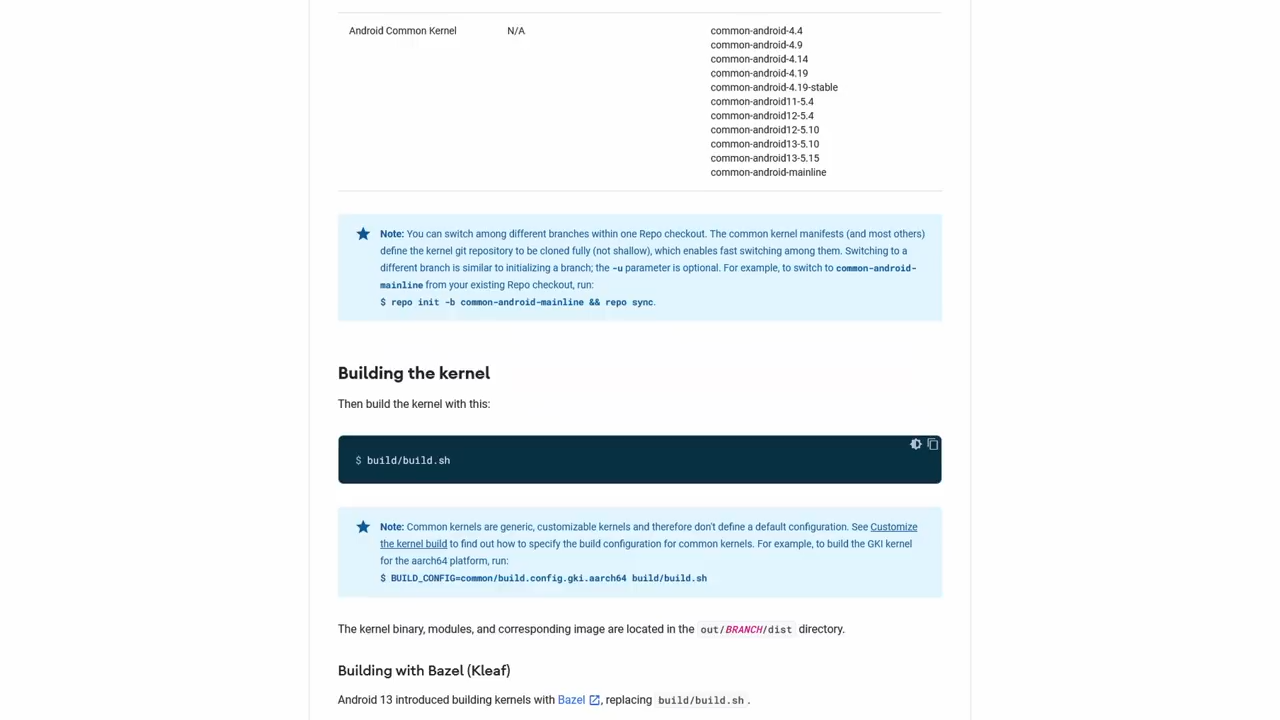 Android Common Kernel N/A common-android-4.4
common-android-4.9
common-android-4.14
common-android-4.19
common-android-4.19-stable
common-android11-5.4
common-android12-5.4
common-android12-5.10
common-android13-5.10
common-android13-5.15
common-android-mainline
Note: You can switch among different branches within one Repo checkout. The common kernel manifests (and most others)
define the kernel git repository to be cloned fully (not shallow), which enables fast switching among them. Switching to a
different branch is similar to initializing a branch; the -u parameter is optional. For example, to switch to common-android-
mainline from your existing Repo checkout, run:
$ repo init -b common-android-mainline && repo sync.
Building the kernel
Then build the kernel with this:
$ build/build.sh
Note: Common kernels are generic, customizable kernels and therefore don't define a default configuration. See Customize
the kernel build to find out how to specify the build configuration for common kernels. For example, to build the GKI kernel
for the aarch64 platform, run:
$ BUILD_CONFIG=common/build.config.gki.aarch64 build/build.sh
The kernel binary, modules, and corresponding image are located in the out/BRANCH/dist directory.
Building with Bazel (Kleaf)
Android 13 introduced building kernels with Bazel, replacing build/build.sh.